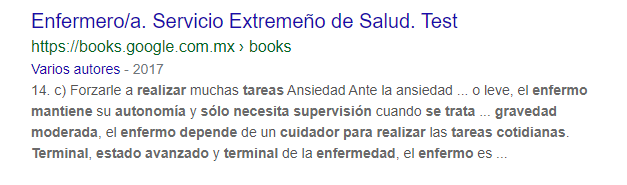 Enfermero/a. Servicio Extremeño de Salud. Test
https://books.google.com.mx › books
Varios autores - 2017
14. c) Forzarle a realizar muchas tareas Ansiedad Ante la ansiedad ... o leve, el enfermo
mantiene su autonomía y sólo necesita supervisión cuando se trata ... gravedad
moderada, el enfermo depende de un cuidador para realizar las tareas cotidianas.
Terminal, estado avanzado y terminal de la enfermedad, el enfermo es ...